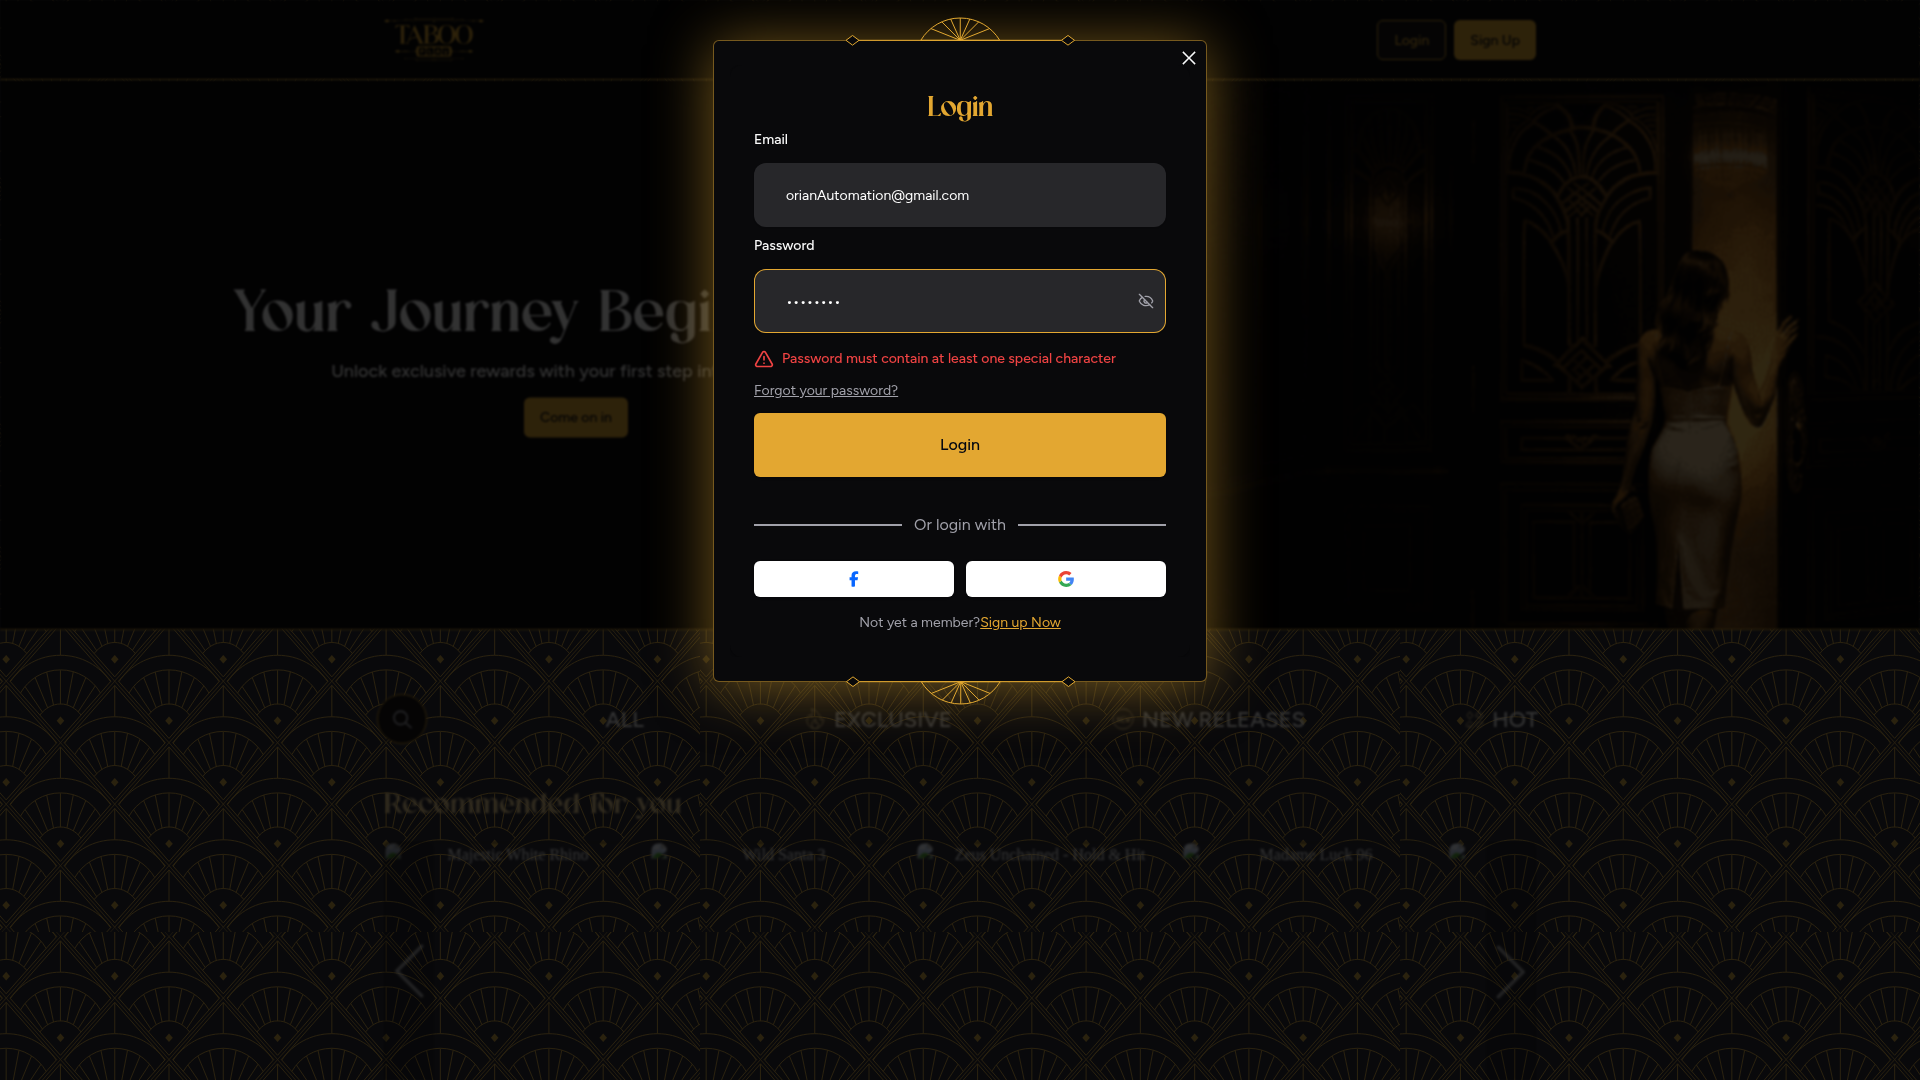 TABOO
Login
Sign Up
Login
Email
orianAutomation@gmail.com
Password
Password must contain at least one special character
Forgot your password?
Login
Or login with
Not yet a member?Sign up Now
Your Journey Begi
Unlock exclusive rewards with your first step in
Come on in
ALL
EXCLUSIVE
NEW RELEASES
HOT
Recommended for you
Majestic White Rhino
Wild Santa 3
Zeus Unchained - Hold & Hit
Madame Luck 96